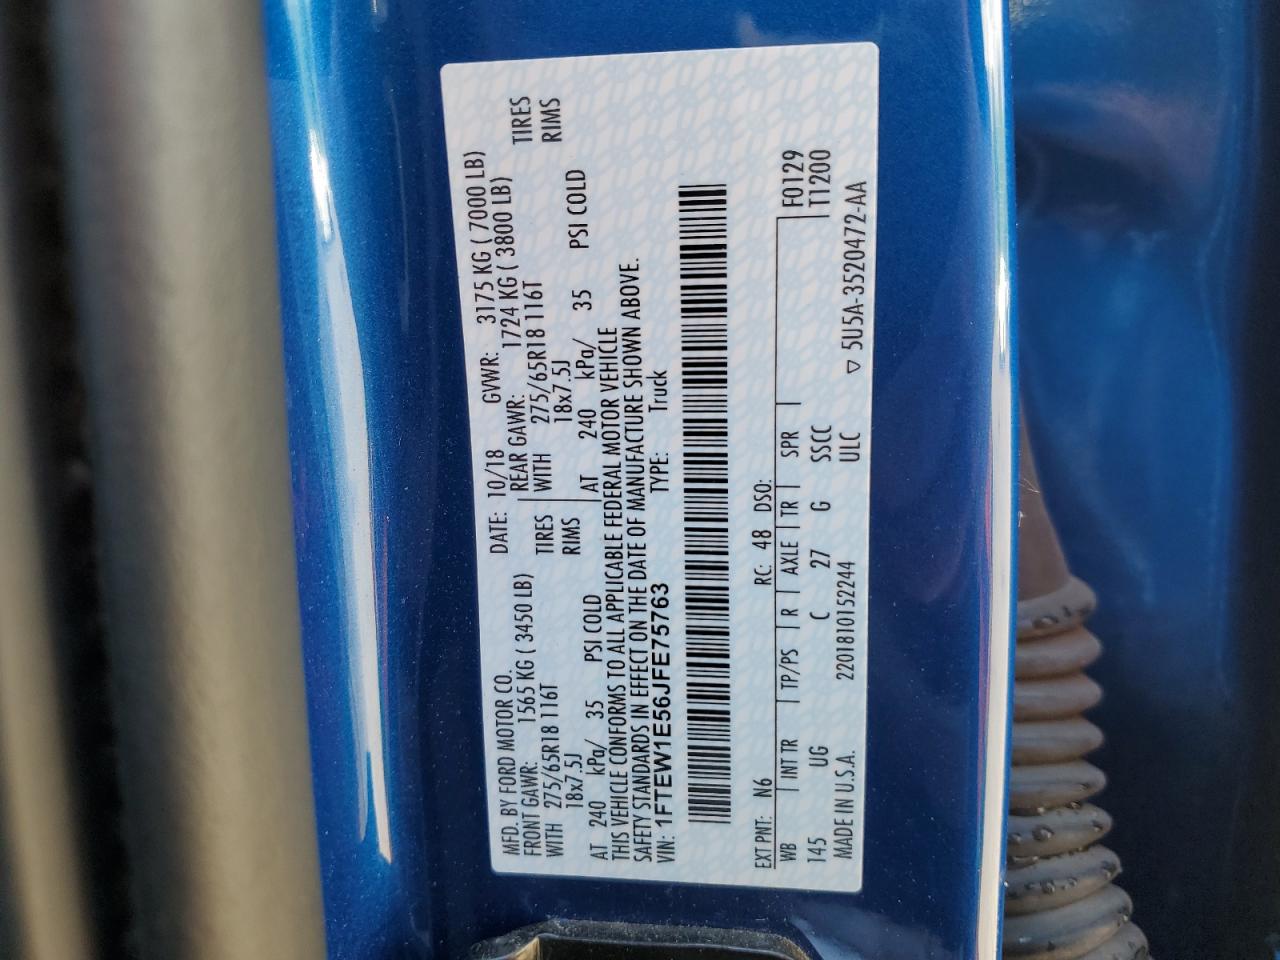 MFD. BY FORD MOTOR CO. DATE: 10/18 GVWR: 3175 KG ( 7000 LB)
FRONT GAWR: 1565 KG ( 3450 LB) REAR GAWR: 1724 KG ( 3800 LB)
WITH 275/65R18 116T TIRES WITH 275/65R18 116T TIRES
18x7.5J RIMS 18x7.5J RIMS
AT 240 kPa/ 35 PSI COLD AT 240 kPa/ 35 PSI COLD
THIS VEHICLE CONFORMS TO ALL APPLICABLE FEDERAL MOTOR VEHICLE
SAFETY STANDARDS IN EFFECT ON THE DATE OF MANUFACTURE SHOWN ABOVE.
VIN: 1FTEW1E56JFE75763 TYPE: Truck
EXT PNT: N6 RC: 48 DSO: F0129
WB INT TR TP/PS R AXLE TR SPR T1200
145 UG C 27 G SSCC
MADE IN U.S.A. 220181015224​4 ULC ▽ 5U5A-3520472-AA